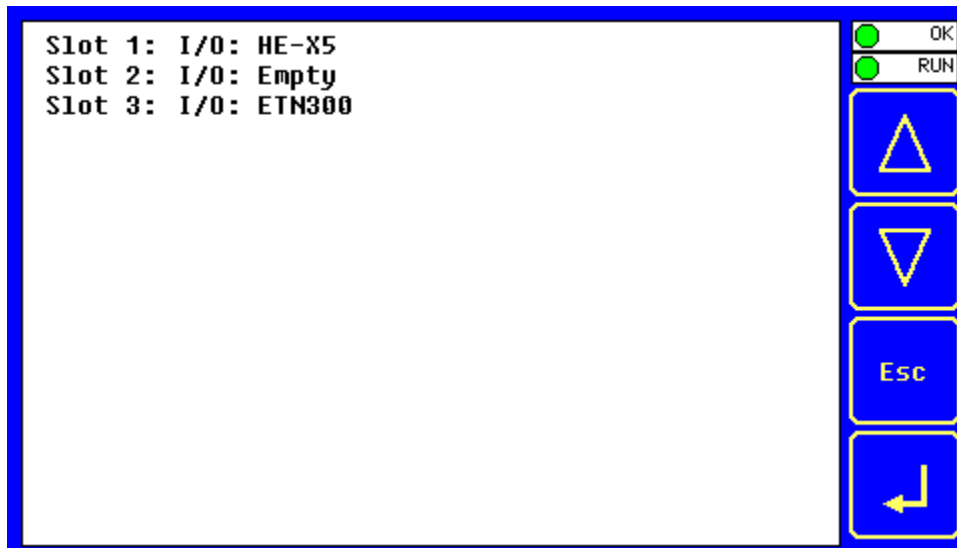 Slot 1: I/O: HE-X5
Slot 2: I/O: Empty
Slot 3: I/O: ETN300
OK
RUN
Esc